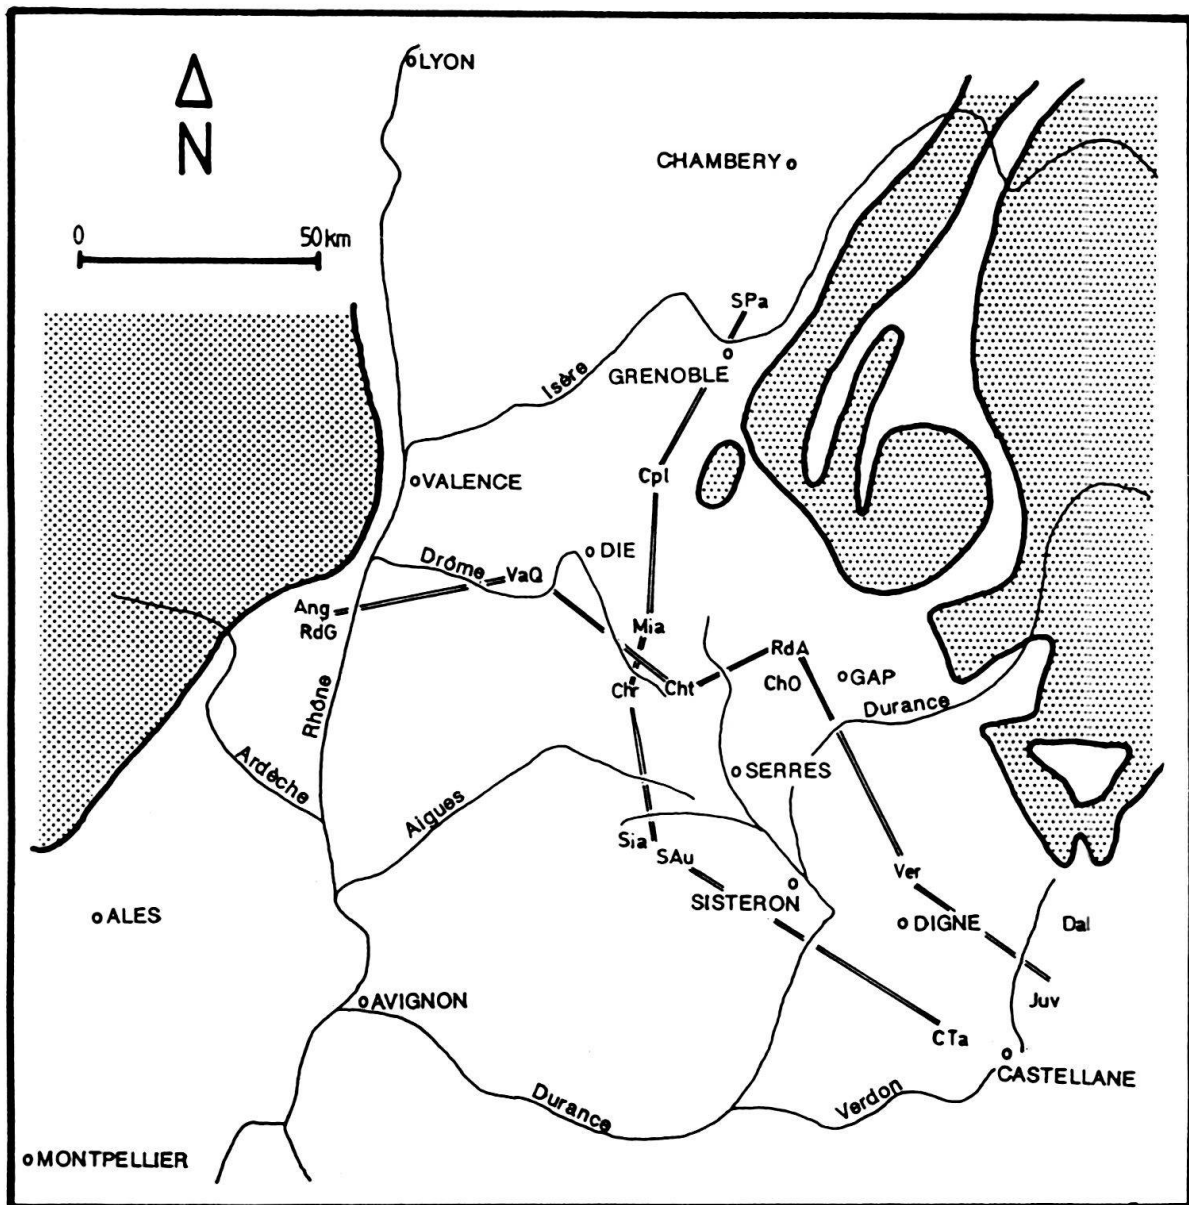 LYON
N
CHAMBERY
0 50 km
SPa
GRENOBLE
Isère
VALENCE
Cpl
DIE
Drôme
VaQ
Ang
RdG
Mia
RdA
Chr
Cht
ChO
GAP
Durance
Rhône
Ardèche
SERRES
Aigues
Sia
SAu
Ver
SISTERON
ALES
DIGNE
Dal
AVIGNON
Juv
CTa
CASTELLANE
Durance
Verdon
MONTPELLIER